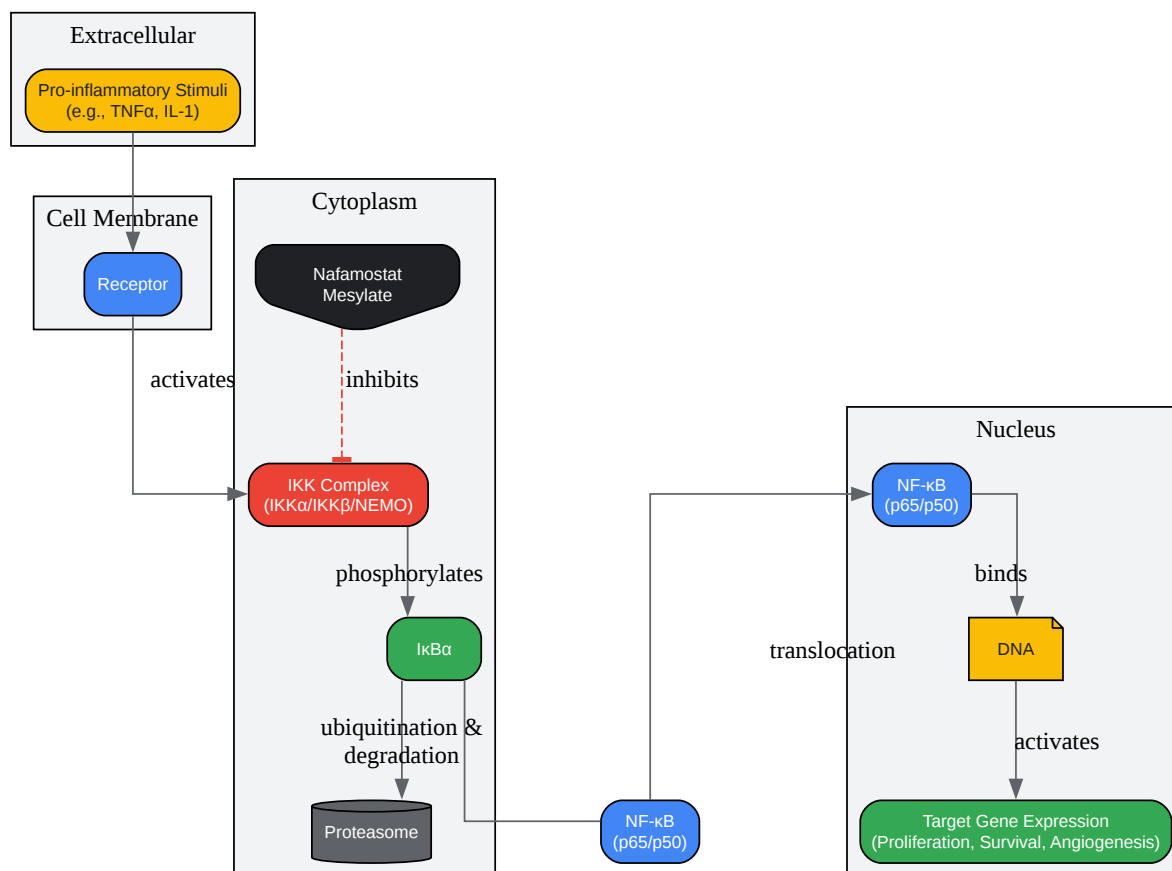 Extracellular
Pro-inflammatory Stimuli
(e.g., TNFα, IL-1)
Cell Membrane
Receptor
activates
Cytoplasm
Nafamostat
Mesylate
inhibits
IKK Complex
(IKKα/IKKβ/NEMO)
phosphorylates
IκBα
ubiquitination &
degradation
Proteasome
NF-κB
(p65/p50)
translocation
Nucleus
NF-κB
(p65/p50)
binds
DNA
activates
Target Gene Expression
(Proliferation, Survival, Angiogenesis)